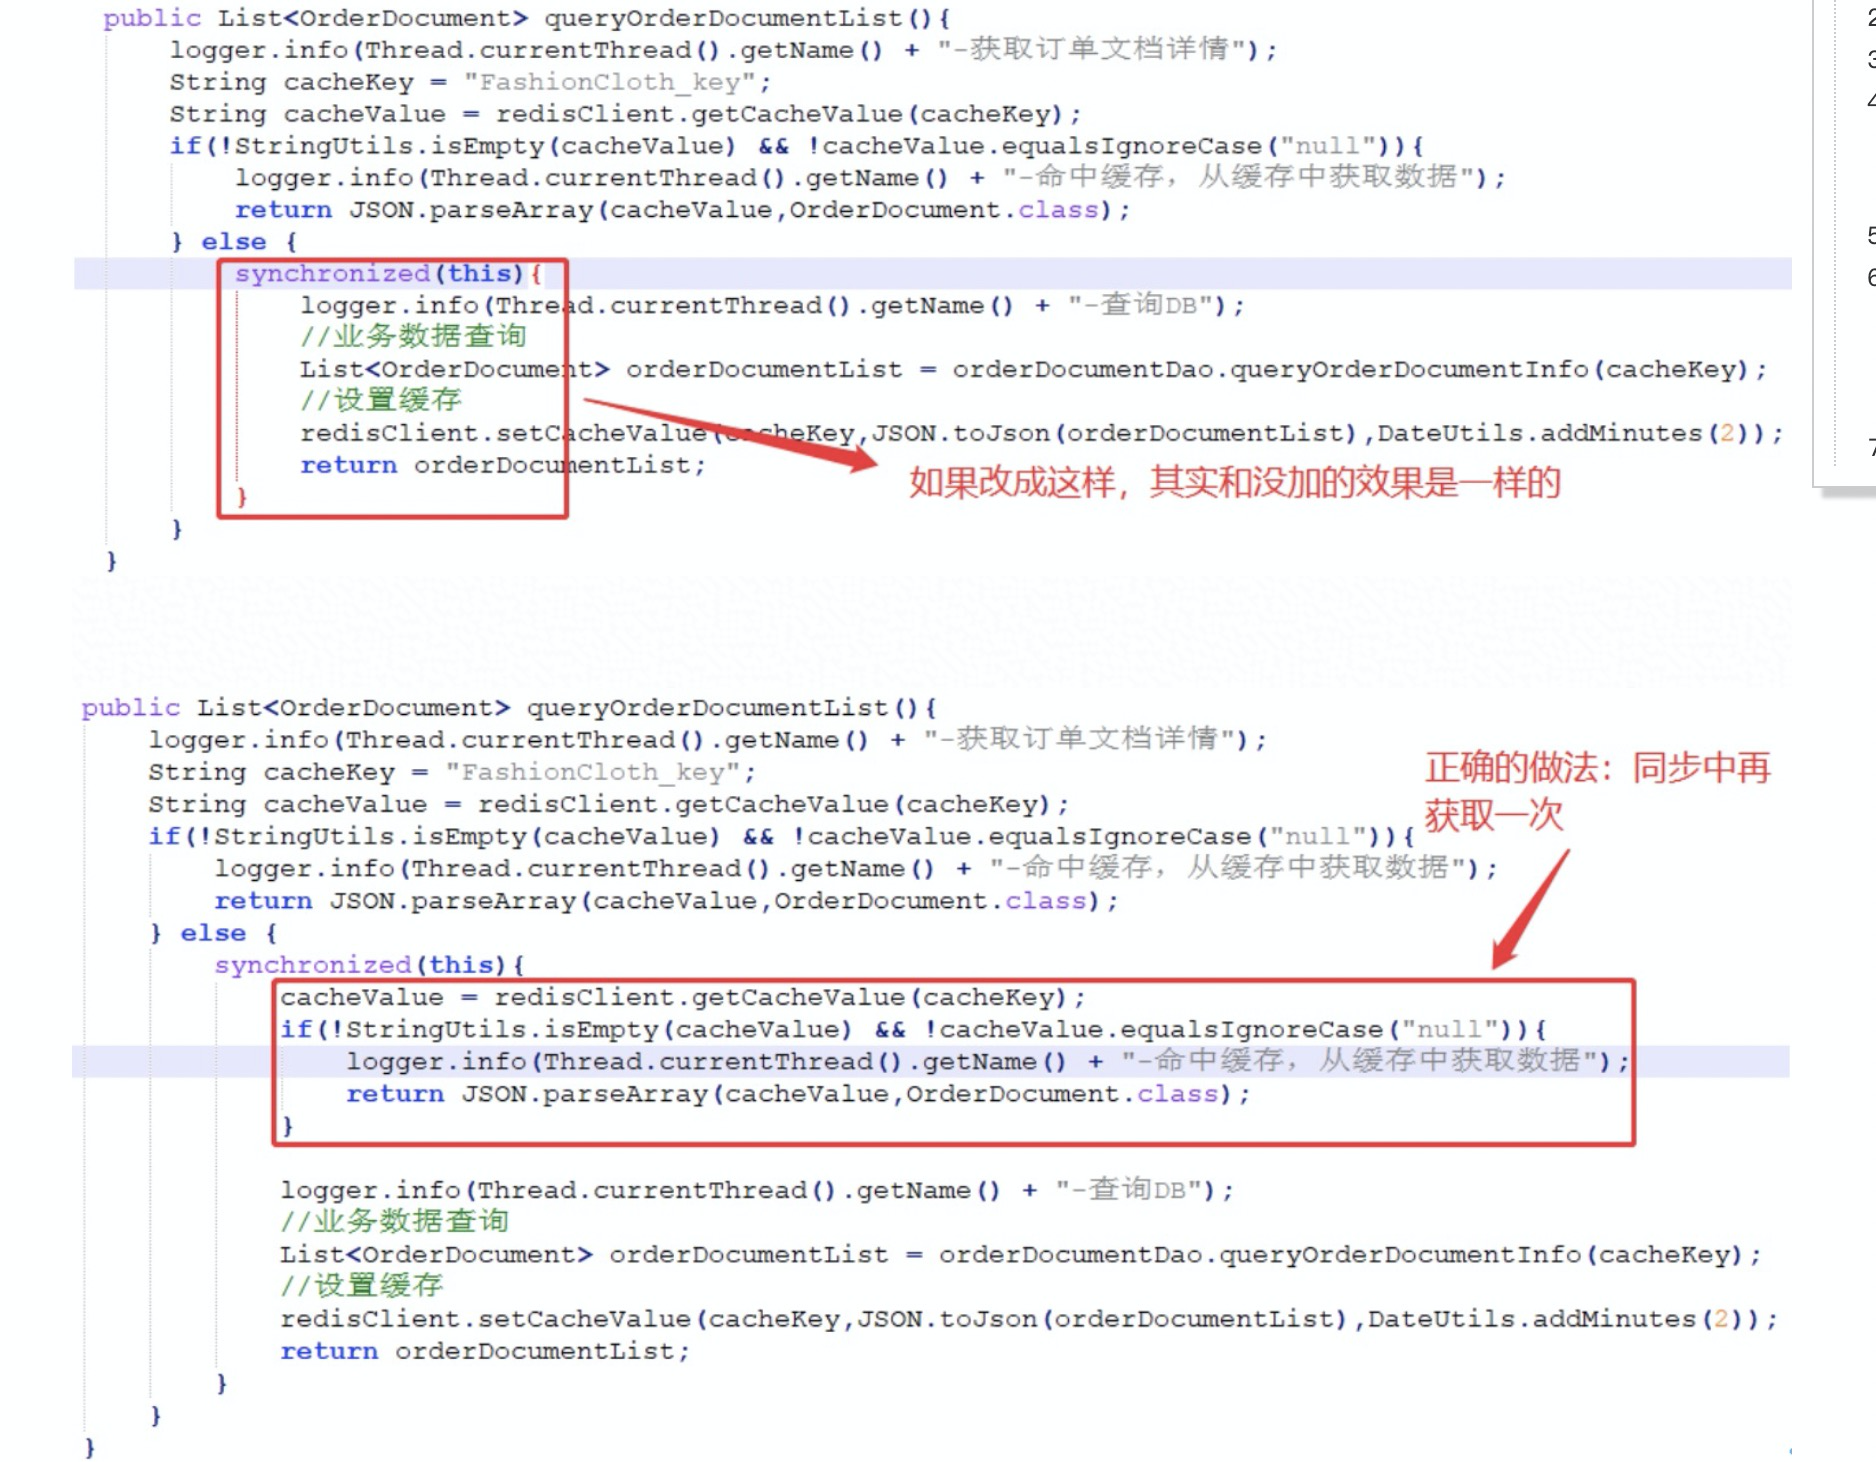 public List<OrderDocument> queryOrderDocumentList(){
logger.info(Thread.currentThread().getName() + "-获取订单文档详情");
String cacheKey = "FashionCloth_key";
String cacheValue = redisClient.getCacheValue(cacheKey);
if(!StringUtils.isEmpty(cacheValue) && !cacheValue.equalsIgnoreCase("null")){
logger.info(Thread.currentThread().getName() + "-命中缓存，从缓存中获取数据");
return JSON.parseArray(cacheValue,OrderDocument.class);
} else {
synchronized(this){
logger.info(Thread.currentThread().getName() + "-查询DB");
//业务数据查询
List<OrderDocument> orderDocumentList = orderDocumentDao.queryOrderDocumentInfo(cacheKey);
//设置缓存
redisClient.setCacheValue(cacheKey,JSON.toJson(orderDocumentList),DateUtils.addMinutes(2));
return orderDocumentList;
如果改成这样，其实和没加的效果是一样的
}
}
}
public List<OrderDocument> queryOrderDocumentList(){
logger.info(Thread.currentThread().getName() + "-获取订单文档详情");
String cacheKey = "FashionCloth_key";
String cacheValue = redisClient.getCacheValue(cacheKey);
正确的做法：同步中再
获取一次
if(!StringUtils.isEmpty(cacheValue) && !cacheValue.equalsIgnoreCase("null")){
logger.info(Thread.currentThread().getName() + "-命中缓存，从缓存中获取数据");
return JSON.parseArray(cacheValue,OrderDocument.class);
} else {
synchronized(this){
cacheValue = redisClient.getCacheValue(cacheKey);
if(!StringUtils.isEmpty(cacheValue) && !cacheValue.equalsIgnoreCase("null")){
logger.info(Thread.currentThread().getName() + "-命中缓存，从缓存中获取数据");
return JSON.parseArray(cacheValue,OrderDocument.class);
}
logger.info(Thread.currentThread().getName() + "-查询DB");
//业务数据查询
List<OrderDocument> orderDocumentList = orderDocumentDao.queryOrderDocumentInfo(cacheKey);
//设置缓存
redisClient.setCacheValue(cacheKey,JSON.toJson(orderDocumentList),DateUtils.addMinutes(2));
return orderDocumentList;
}
}
}